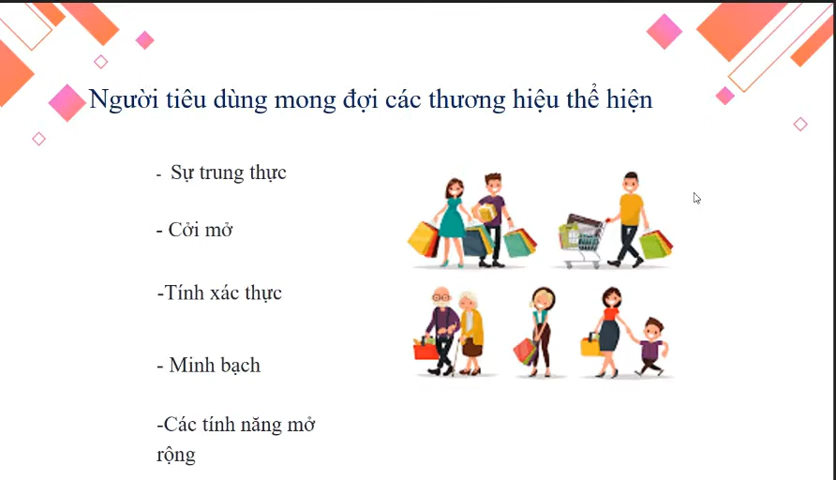 Người tiêu dùng mong đợi các thương hiệu thể hiện
- Sự trung thực
- Cởi mở
-Tính xác thực
- Minh bạch
-Các tính năng mở
rộng